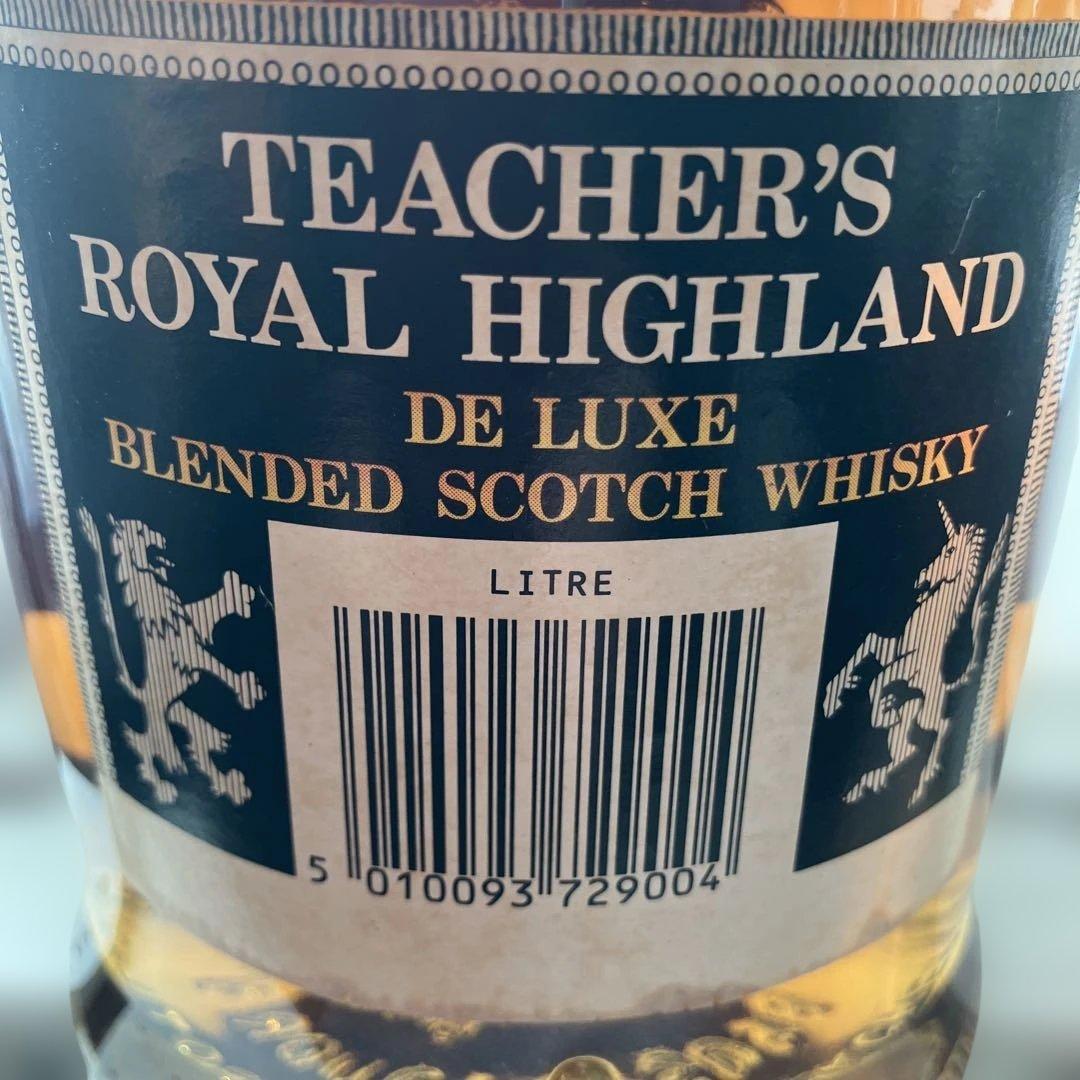 TEACHER'S
ROYAL HIGHLAND
DE LUXE
BLENDED SCOTCH WHISKY
LITRE
5 010093 729004